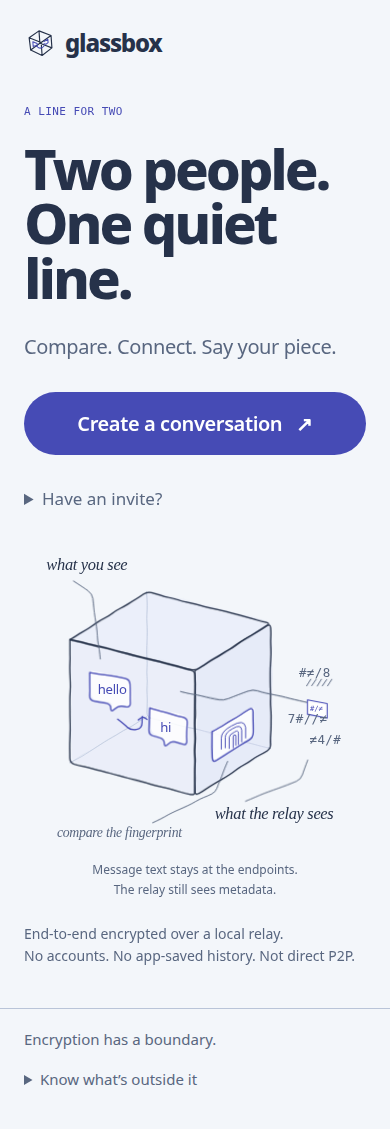 glassbox
A LINE FOR TWO
Two people.
One quiet
line.
Compare. Connect. Say your piece.
Create a conversation ↗
Have an invite?
what you see
hello
hi
#≠/8
#/≠
7#//≠
≠4/#
what the relay sees
compare the fingerprint
Message text stays at the endpoints.
The relay still sees metadata.
End-to-end encrypted over a local relay.
No accounts. No app-saved history. Not direct P2P.
Encryption has a boundary.
Know what’s outside it